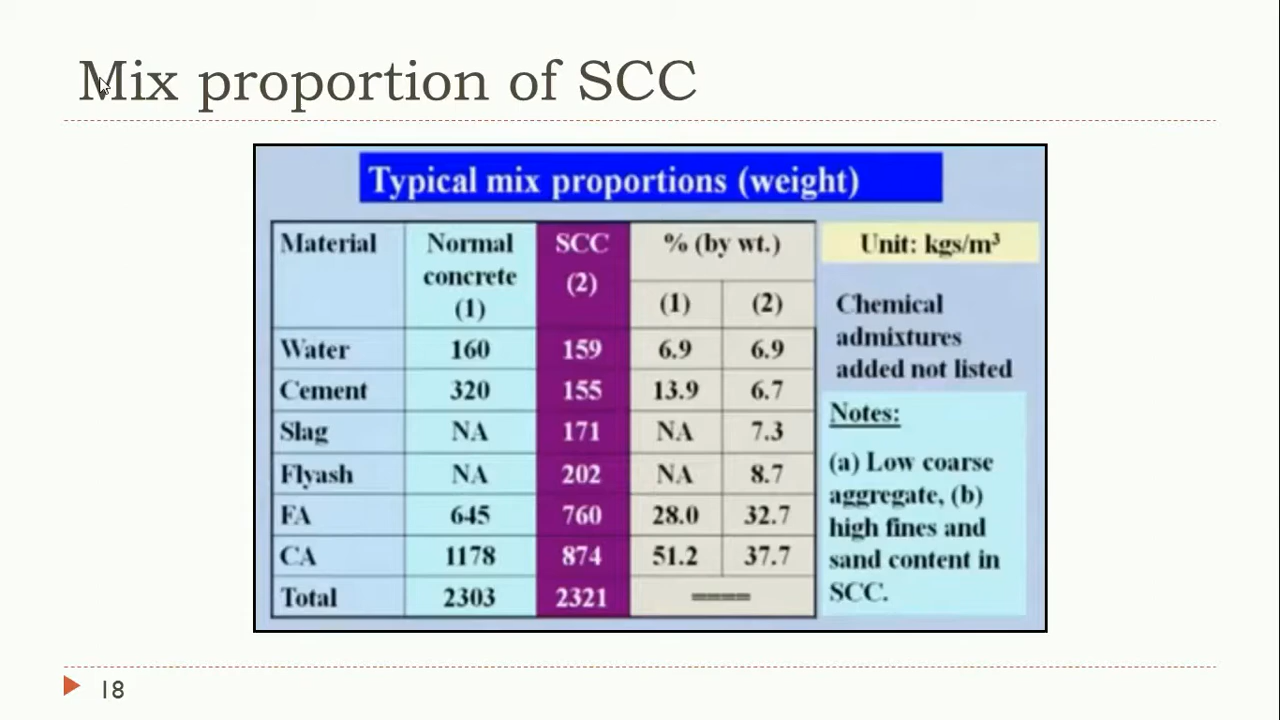 Mix proportion of SCC
Typical mix proportions (weight)
Material Normal concrete (1) SCC (2) % (by wt.)
(1) (2)
Water 160 159 6.9 6.9
Cement 320 155 13.9 6.7
Slag NA 171 NA 7.3
Flyash NA 202 NA 8.7
FA 645 760 28.0 32.7
CA 1178 874 51.2 37.7
Total 2303 2321 ====
Unit: kgs/m³
Chemical
admixtures
added not listed
Notes:
(a) Low coarse
aggregate, (b)
high fines and
sand content in
SCC.
18